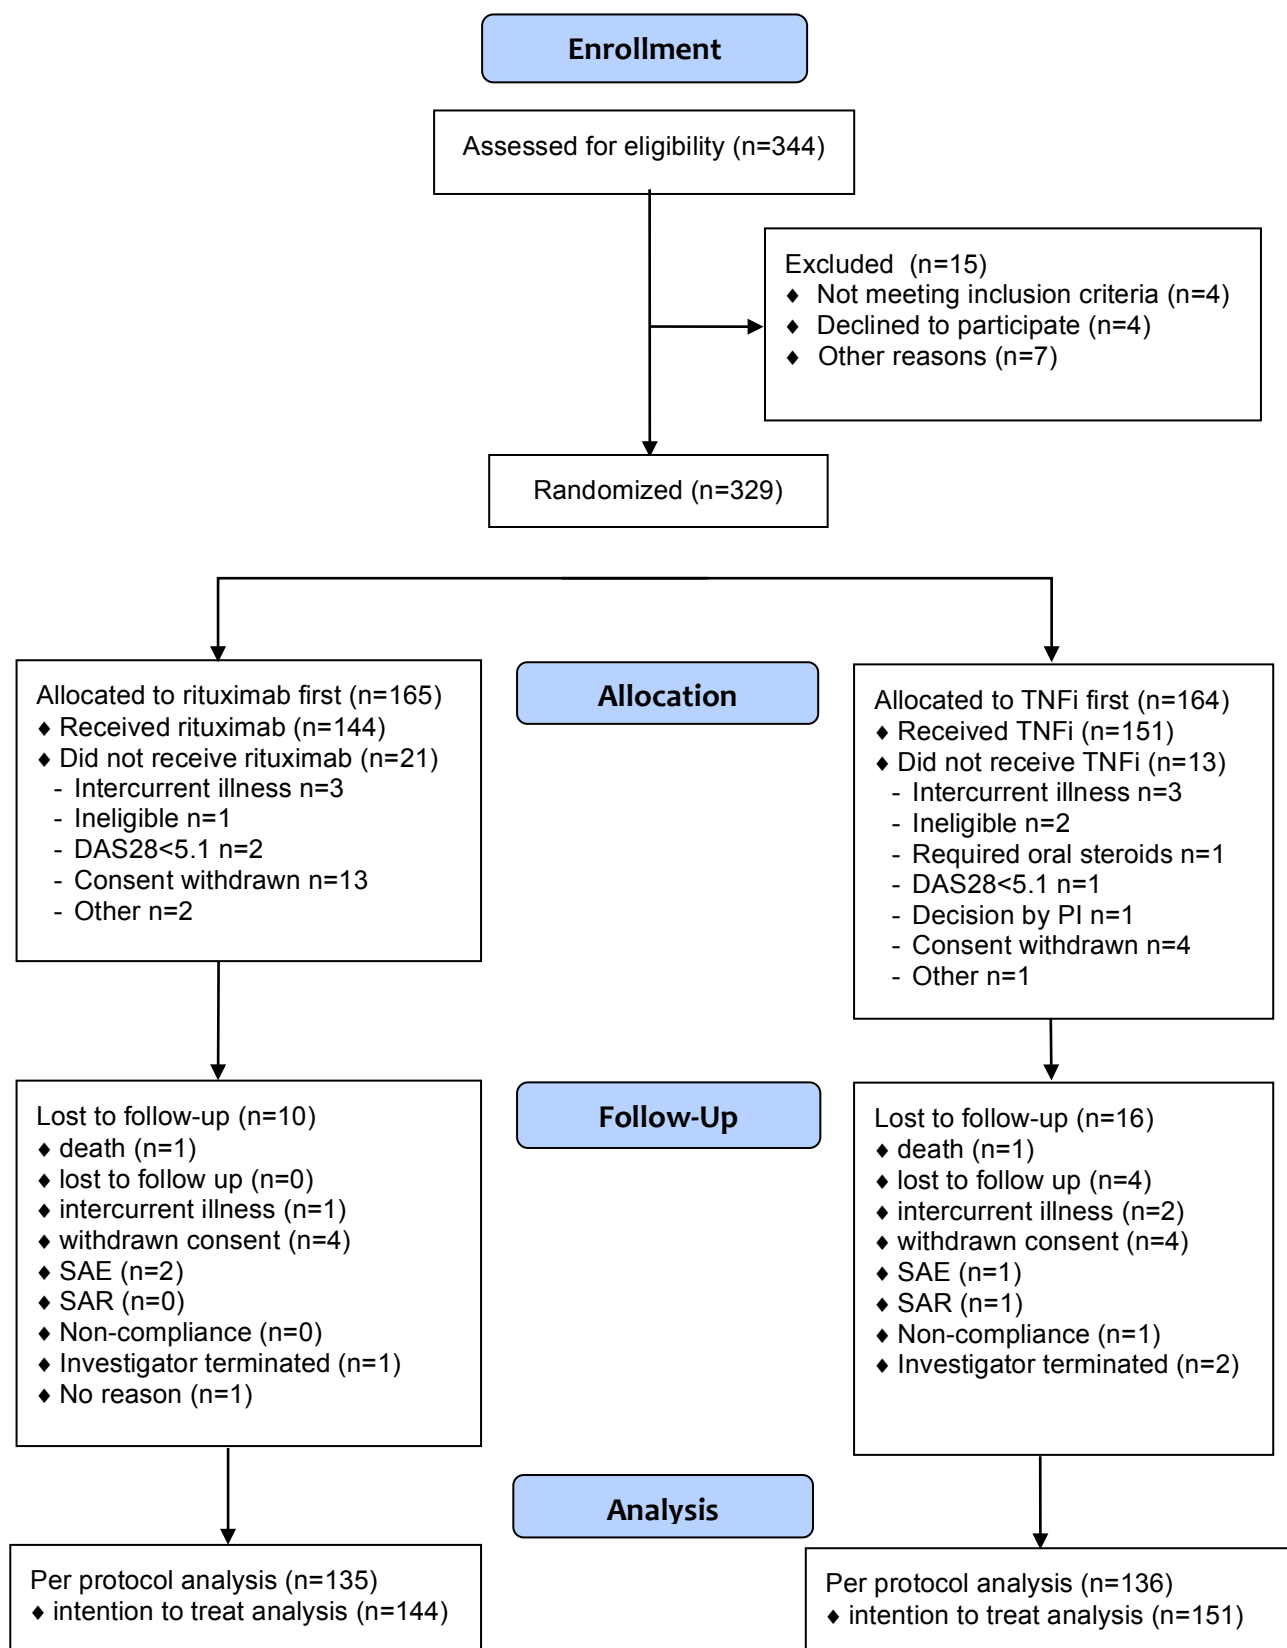 Enrollment
Assessed for eligibility (n=344)
Excluded  (n=15)
♦ Not meeting inclusion criteria (n=4)
♦ Declined to participate (n=4)
♦ Other reasons (n=7)
Randomized (n=329)
Allocation
Allocated to rituximab first (n=165)
♦ Received rituximab (n=144)
♦ Did not receive rituximab (n=21)
- Intercurrent illness n=3
- Ineligible n=1
- DAS28<5.1 n=2
- Consent withdrawn n=13
- Other n=2
Allocated to TNFi first (n=164)
♦ Received TNFi (n=151)
♦ Did not receive TNFi (n=13)
- Intercurrent illness n=3
- Ineligible n=2
- Required oral steroids n=1
- DAS28<5.1 n=1
- Decision by PI n=1
- Consent withdrawn n=4
- Other n=1
Follow-Up
Lost to follow-up (n=10)
♦ death (n=1)
♦ lost to follow up (n=0)
♦ intercurrent illness (n=1)
♦ withdrawn consent (n=4)
♦ SAE (n=2)
♦ SAR (n=0)
♦ Non-compliance (n=0)
♦ Investigator terminated (n=1)
♦ No reason (n=1)
Lost to follow-up (n=16)
♦ death (n=1)
♦ lost to follow up (n=4)
♦ intercurrent illness (n=2)
♦ withdrawn consent (n=4)
♦ SAE (n=1)
♦ SAR (n=1)
♦ Non-compliance (n=1)
♦ Investigator terminated (n=2)
Analysis
Per protocol analysis (n=135)
♦ intention to treat analysis (n=144)
Per protocol analysis (n=136)
♦ intention to treat analysis (n=151)